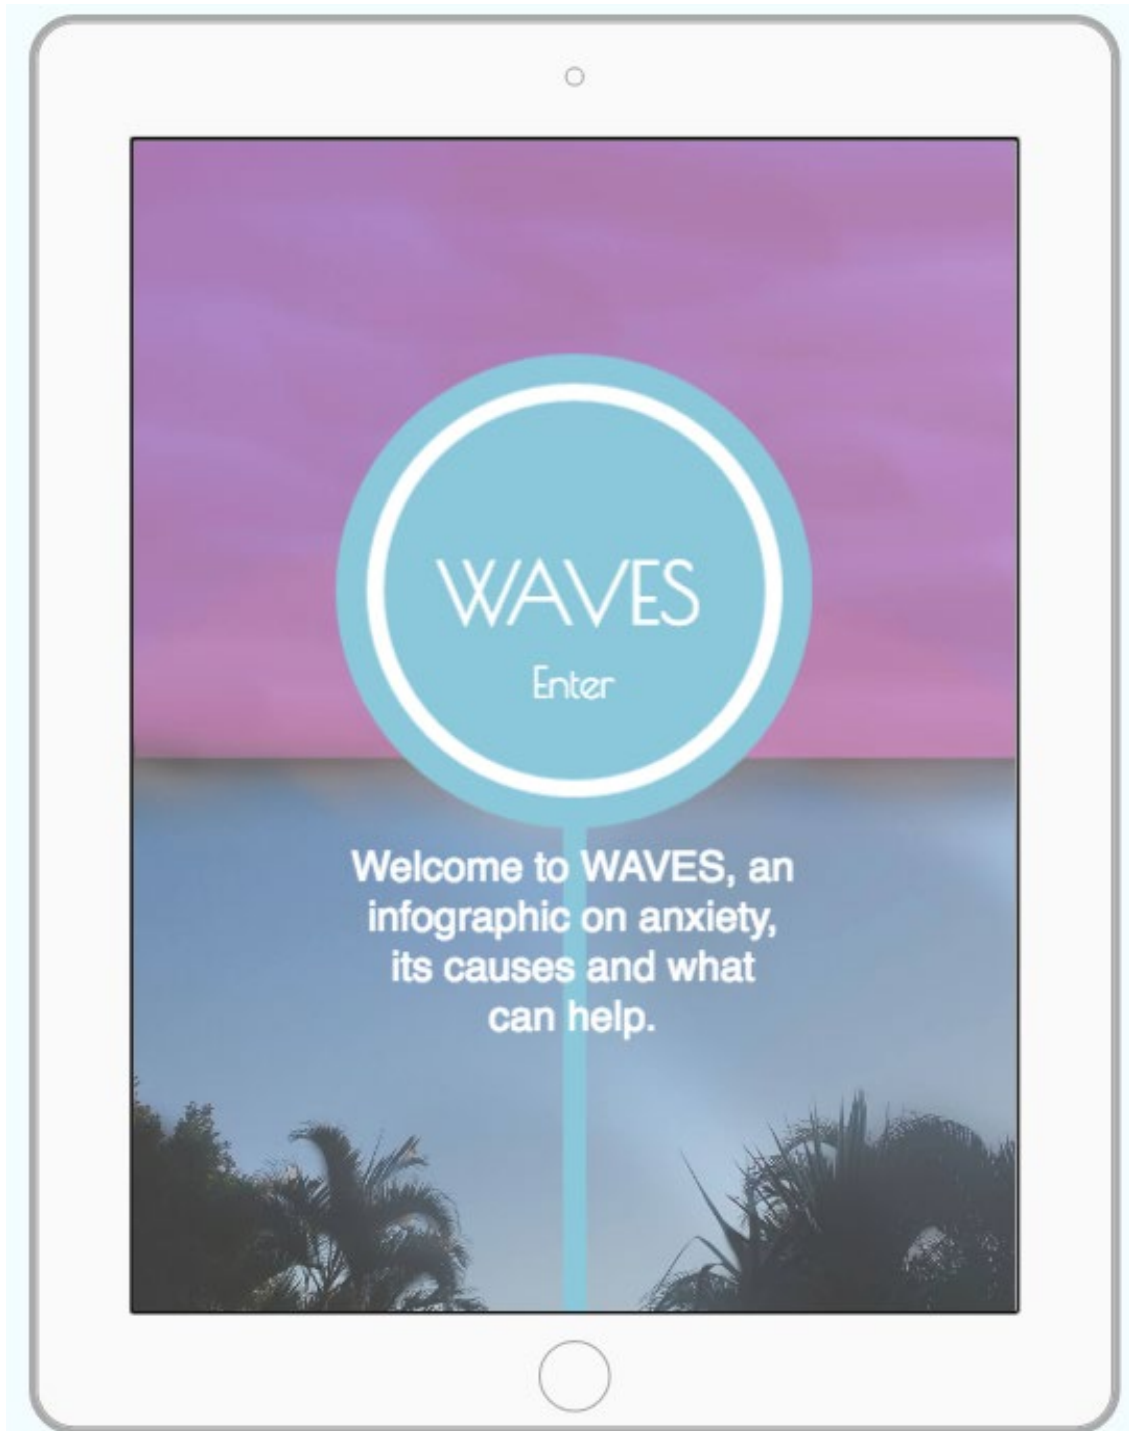 WAVES
Enter
Welcome to WAVES, an
infographic on anxiety,
its causes and what
can help.